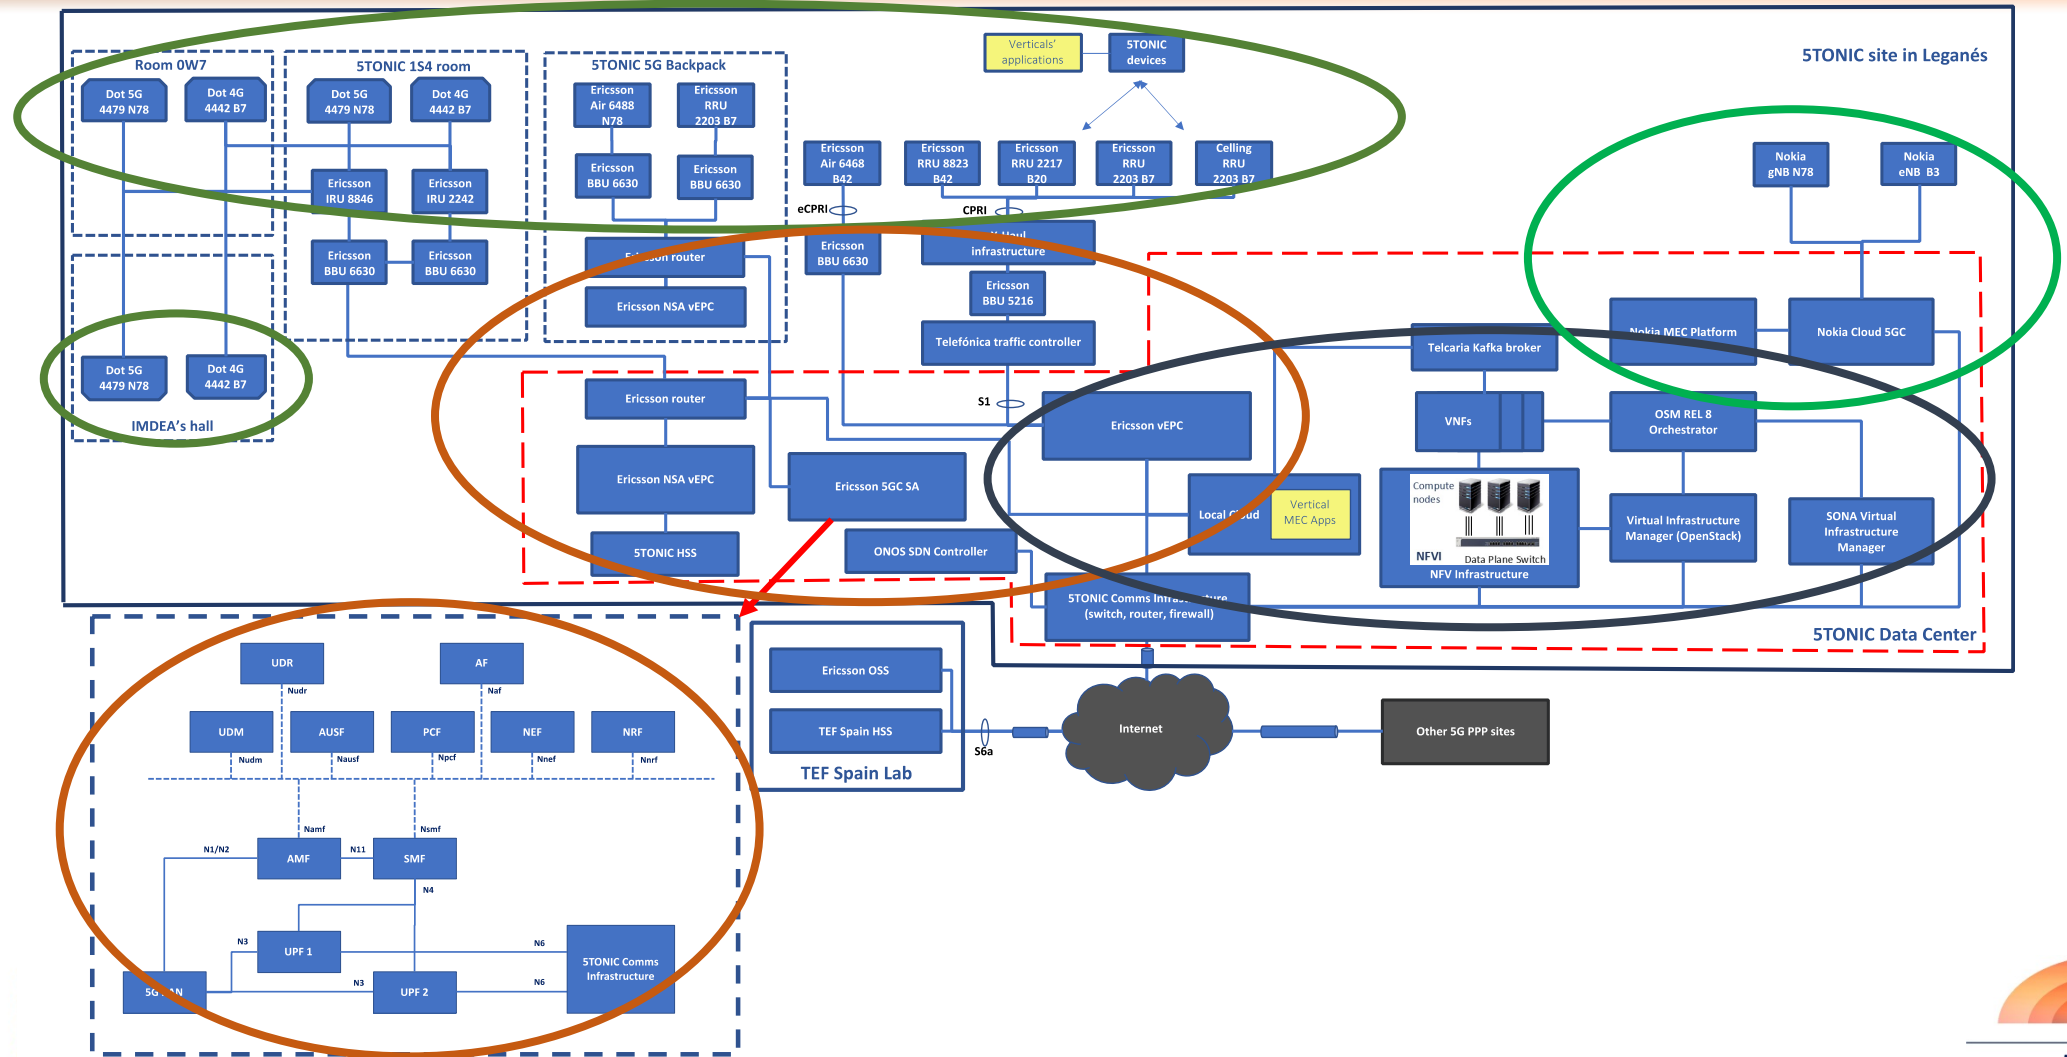 5TONIC site in Leganés
Room 0W7
Dot 5G
4479 N78
Dot 4G
4442 B7
5TONIC 1S4 room
Dot 5G
4479 N78
Dot 4G
4442 B7
Ericsson
IRU 8846
Ericsson
IRU 2242
Ericsson
BBU 6630
Ericsson
BBU 6630
5TONIC 5G Backpack
Ericsson
Air 6488
N78
Ericsson
RRU
2203 B7
Ericsson
BBU 6630
Ericsson
BBU 6630
Ericsson router
Ericsson NSA vEPC
Verticals'
applications
5TONIC
devices
Ericsson
Air 6468
B42
Ericsson
RRU 8823
B42
Ericsson
RRU 2217
B20
Ericsson
RRU
2203 B7
Celling
RRU
2203 B7
eCPRI
CPRI
Ericsson
BBU 6630
X-Haul
infrastructure
Ericsson
BBU 5216
Telefónica traffic controller
S1
Nokia
gNB N78
Nokia
eNB B3
Nokia MEC Platform
Nokia Cloud 5GC
Dot 5G
4479 N78
Dot 4G
4442 B7
IMDEA's hall
Ericsson router
Ericsson NSA vEPC
5TONIC HSS
Ericsson 5GC SA
ONOS SDN Controller
Ericsson vEPC
Local Cloud
Vertical
MEC Apps
5TONIC Comms Infrastructure
(switch, router, firewall)
Telcaria Kafka broker
VNFs
OSM REL 8
Orchestrator
Compute
nodes
NFVI
Data Plane Switch
NFV Infrastructure
Virtual Infrastructure
Manager (OpenStack)
SONA Virtual
Infrastructure
Manager
5TONIC Data Center
UDR
Nudr
AF
Naf
UDM
Nudm
AUSF
Nausf
PCF
Npcf
NEF
Nnef
NRF
Nnrf
Namf
Nsmf
N1/N2
AMF
N11
SMF
N4
N3
UPF 1
N6
5G RAN
N3
UPF 2
N6
5TONIC Comms
Infrastructure
Ericsson OSS
TEF Spain HSS
TEF Spain Lab
S6a
Internet
Other 5G PPP sites